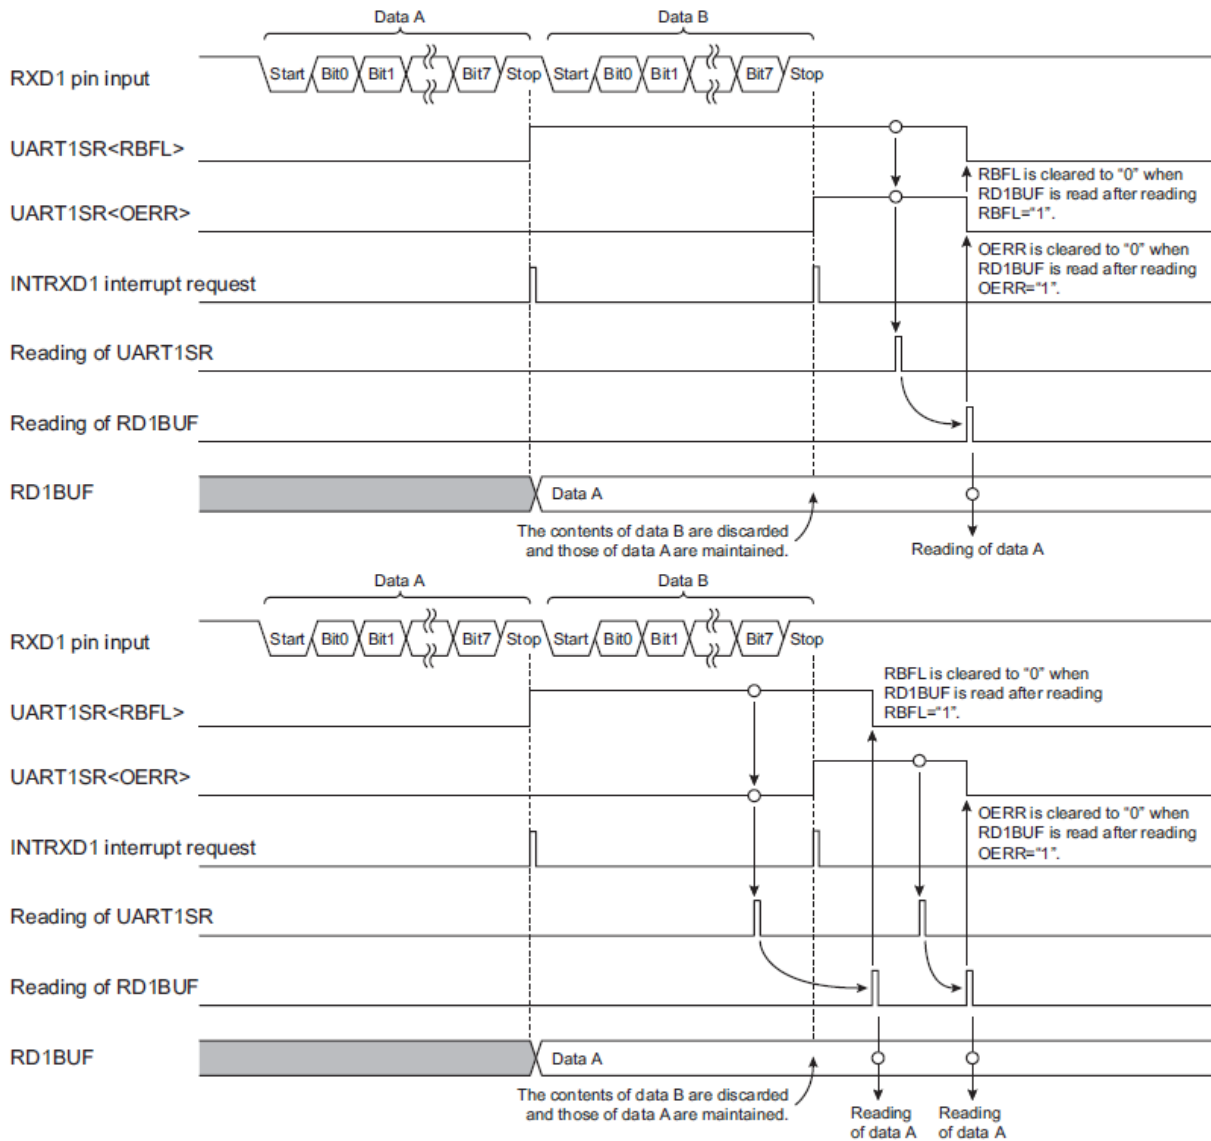 Data A
Data B
RXD1 pin input
Start Bit0 Bit1 Bit7 Stop Start Bit0 Bit1 Bit7 Stop
UART1SR<RBFL>
RBFL is cleared to “0” when
RD1BUF is read after reading
RBFL=“1”.
UART1SR<OERR>
OERR is cleared to “0” when
RD1BUF is read after reading
OERR=“1”.
INTRXD1 interrupt request
Reading of UART1SR
Reading of RD1BUF
RD1BUF
Data A
The contents of data B are discarded
and those of data A are maintained.
Reading of data A
Data A
Data B
RXD1 pin input
Start Bit0 Bit1 Bit7 Stop Start Bit0 Bit1 Bit7 Stop
RBFL is cleared to “0” when
RD1BUF is read after reading
RBFL=“1”.
UART1SR<RBFL>
UART1SR<OERR>
OERR is cleared to “0” when
RD1BUF is read after reading
OERR=“1”.
INTRXD1 interrupt request
Reading of UART1SR
Reading of RD1BUF
RD1BUF
Data A
The contents of data B are discarded
and those of data A are maintained.
Reading
of data A
Reading
of data A